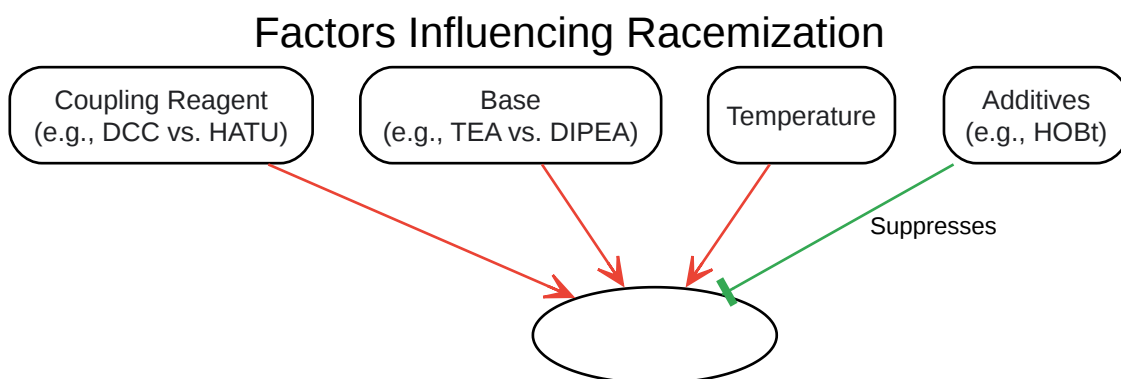 Factors Influencing Racemization
Coupling Reagent
(e.g., DCC vs. HATU)
Base
(e.g., TEA vs. DIPEA)
Temperature
Additives
(e.g., HOBt)
Suppresses